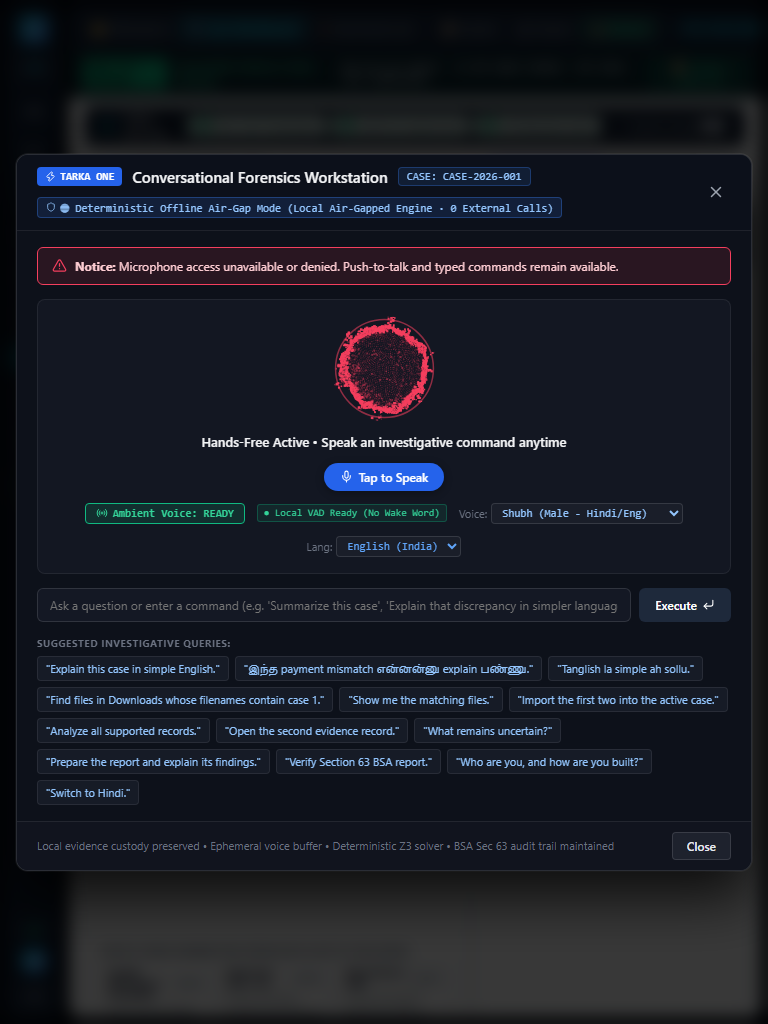 TARKA ONE Conversational Forensics Workstation CASE: CASE-2026-001
Deterministic Offline Air-Gap Mode (Local Air-Gapped Engine · 0 External Calls)
Notice: Microphone access unavailable or denied. Push-to-talk and typed commands remain available.
Hands-Free Active • Speak an investigative command anytime
Tap to Speak
Ambient Voice: READY Local VAD Ready (No Wake Word) Voice: Shubh (Male - Hindi/Eng)
Lang: English (India)
Ask a question or enter a command (e.g. 'Summarize this case', 'Explain that discrepancy in simpler languag
Execute
SUGGESTED INVESTIGATIVE QUERIES:
"Explain this case in simple English." "இந்த payment mismatch என்னன்னு explain பண்ணு." "Tanglish la simple ah sollu."
"Find files in Downloads whose filenames contain case 1." "Show me the matching files." "Import the first two into the active case."
"Analyze all supported records." "Open the second evidence record." "What remains uncertain?"
"Prepare the report and explain its findings." "Verify Section 63 BSA report." "Who are you, and how are you built?"
"Switch to Hindi."
Local evidence custody preserved • Ephemeral voice buffer • Deterministic Z3 solver • BSA Sec 63 audit trail maintained
Close